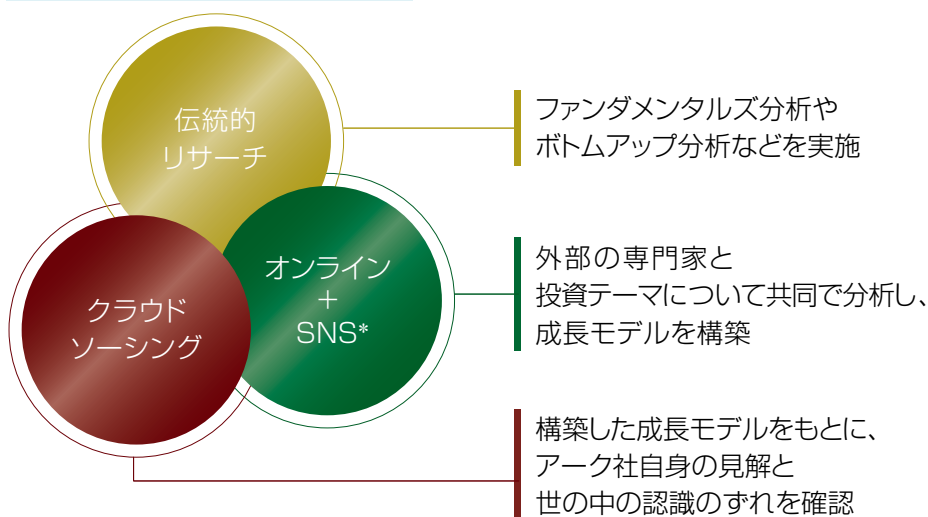 伝統的
リサーチ
ファンダメンタルズ分析や
ボトムアップ分析などを実施
オンライン
+
SNS*
外部の専門家と
投資テーマについて共同で分析し、
成長モデルを構築
クラウド
ソーシング
構築した成長モデルをもとに、
アーク社自身の見解と
世の中の認識のずれを確認